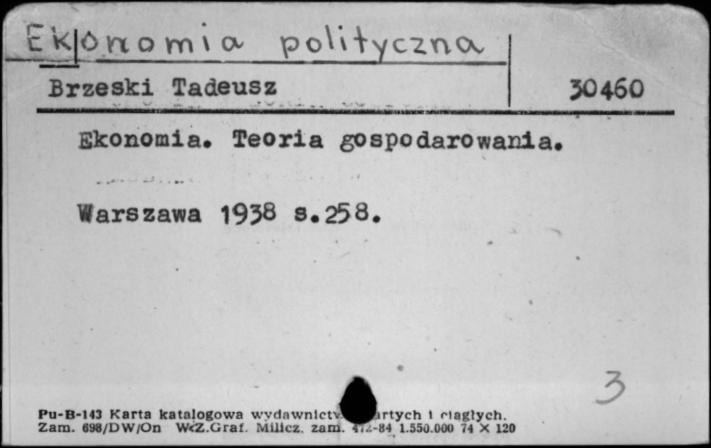 Ekonomia polityczna
Brzeski Tadeusz 30460
Ekonomia. Teoria gospodarowania.
Warszawa 1938 s.258.
3
Pu-B-143 Karta katalogowa i ciągłych.
Zam. 698/DW/On WcZ.Graf. Milicz. zam. 1.550.000 74 X 120